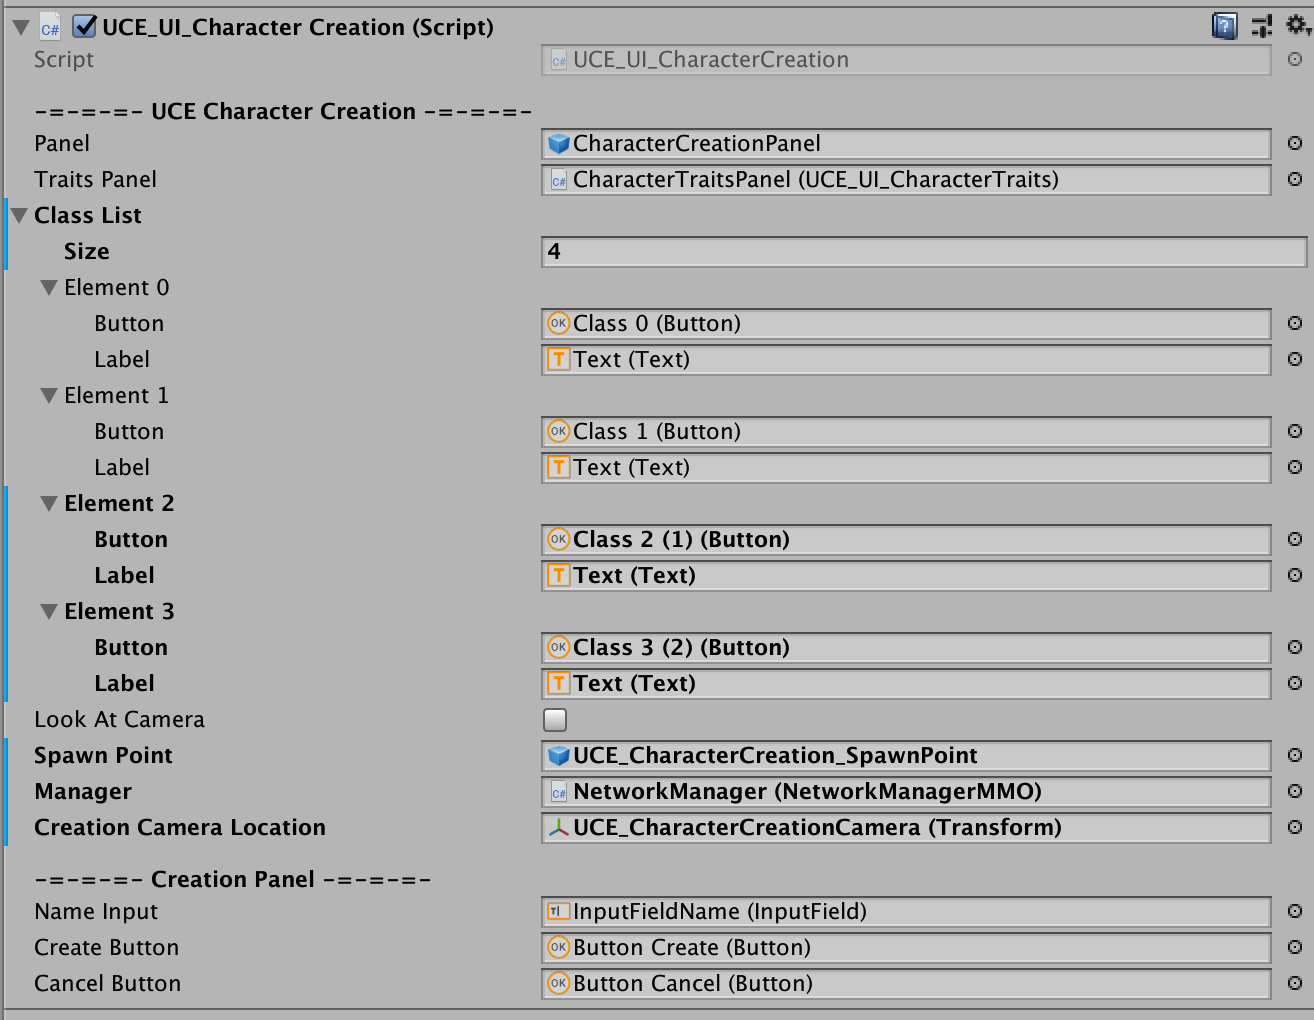 UCE_UI_Character Creation (Script)
Script UCE_UI_CharacterCreation
-=-=-=- UCE Character Creation -=-=-=-
Panel CharacterCreationPanel
Traits Panel CharacterTraitsPanel (UCE_UI_CharacterTraits)
Class List
Size 4
Element 0
Button Class 0 (Button)
Label Text (Text)
Element 1
Button Class 1 (Button)
Label Text (Text)
Element 2
Button Class 2 (1) (Button)
Label Text (Text)
Element 3
Button Class 3 (2) (Button)
Label Text (Text)
Look At Camera
Spawn Point UCE_CharacterCreation_SpawnPoint
Manager NetworkManager (NetworkManagerMMO)
Creation Camera Location UCE_CharacterCreationCamera (Transform)
-=-=-=- Creation Panel -=-=-=-
Name Input InputFieldName (InputField)
Create Button Button Create (Button)
Cancel Button Button Cancel (Button)